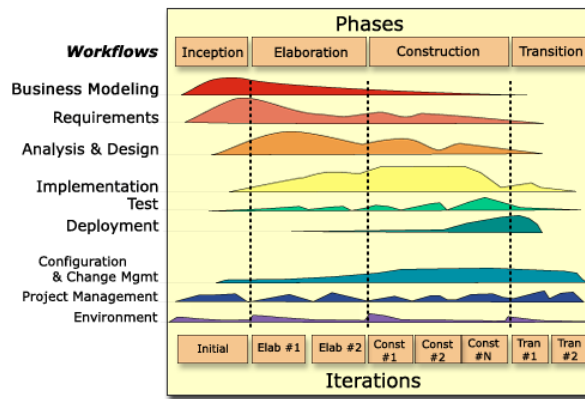 Phases
Workflows
Inception
Elaboration
Construction
Transition
Business Modeling
Requirements
Analysis & Design
Implementation
Test
Deployment
Configuration
& Change Mgmt
Project Management
Environment
Initial
Elab #1
Elab #2
Const
#1
Const
#2
Const
#N
Tran
#1
Tran
#2
Iterations